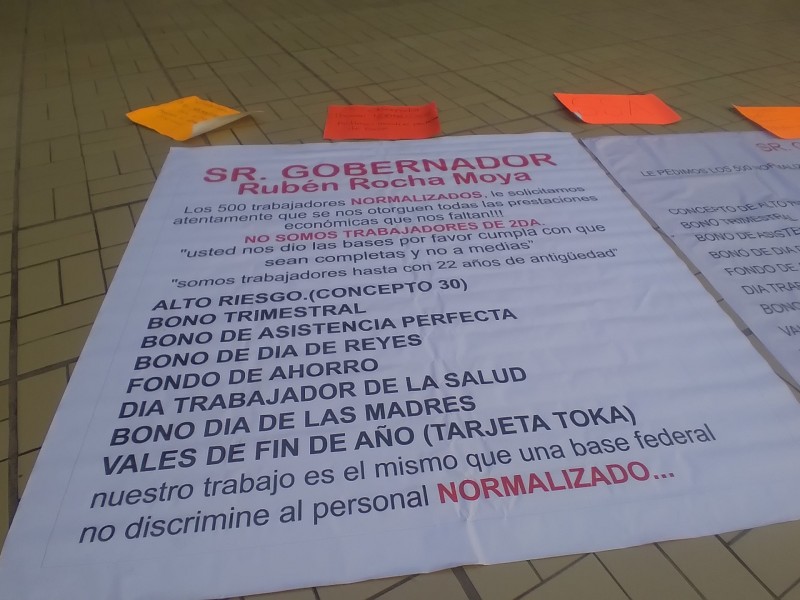 SR. GOBERNADOR
Rubén Rocha Moya
Los 500 trabajadores NORMALIZADOS, le solicitamos
atentamente que se nos otorguen todas las prestaciones
económicas que nos faltan!!!
NO SOMOS TRABAJADORES DE 2DA.
"usted nos dío las bases por favor cumpla con que
sean completas y no a medias"
"somos trabajadores hasta con 22 años de antigüedad"
ALTO RIESGO.(CONCEPTO 30)
BONO TRIMESTRAL
BONO DE ASISTENCIA PERFECTA
BONO DE DIA DE REYES
FONDO DE AHORRO
DIA TRABAJADOR DE LA SALUD
BONO DIA DE LAS MADRES
VALES DE FIN DE AÑO (TARJETA TOKA)
nuestro trabajo es el mismo que una base federal
no discrimine al personal NORMALIZADO...
SR.
LE PEDIMOS LOS 500
CONCEPTO DE ALTO
BONO TRIMESTRAL
BONO DE
BONO DE DIA
FONDO DE
DIA